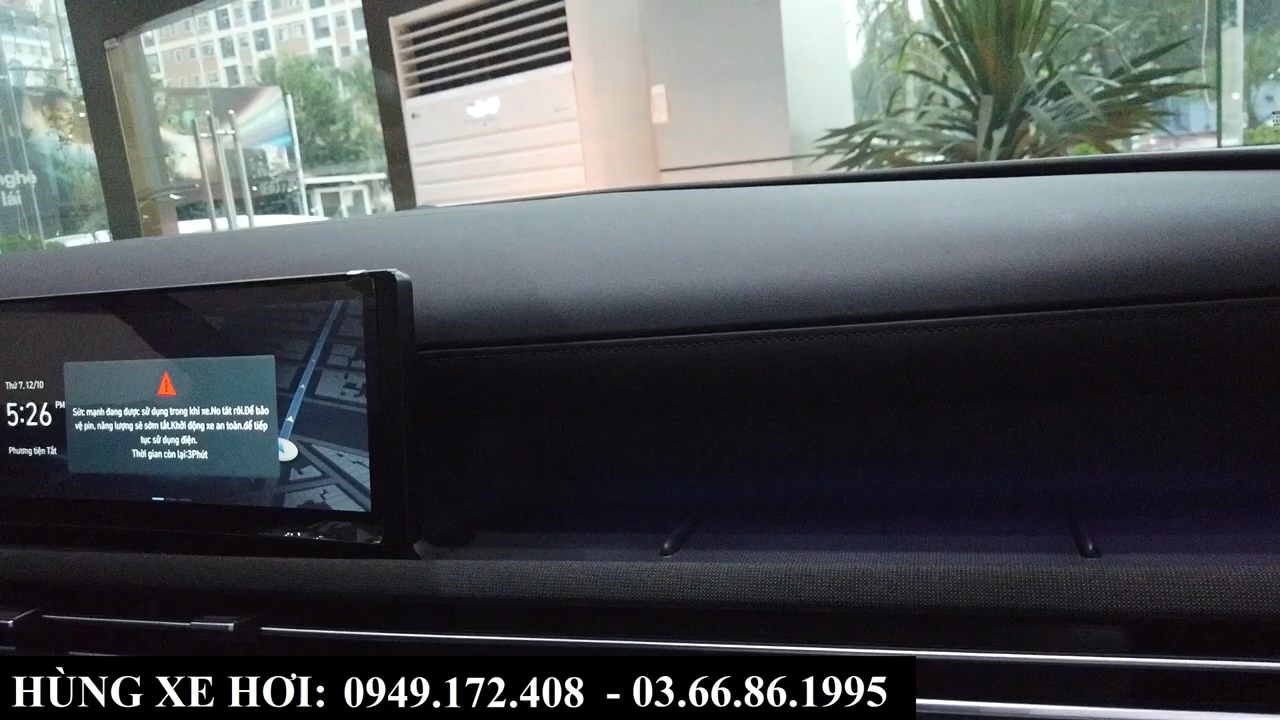 nghệ
lái
Thứ 7, 12/10
5:26 PM
Phương tiện Tắt
Sức mạnh đang được sử dụng trong khi xe.No tắt rồi.Để bảo
vệ pin, năng lượng sẽ sớm tắt.Khởi động xe an toàn.để tiếp
tục sử dụng điện.
Thời gian còn lại:3Phút
HÙNG XE HƠI: 0949.172.408 - 03.66.86.1995